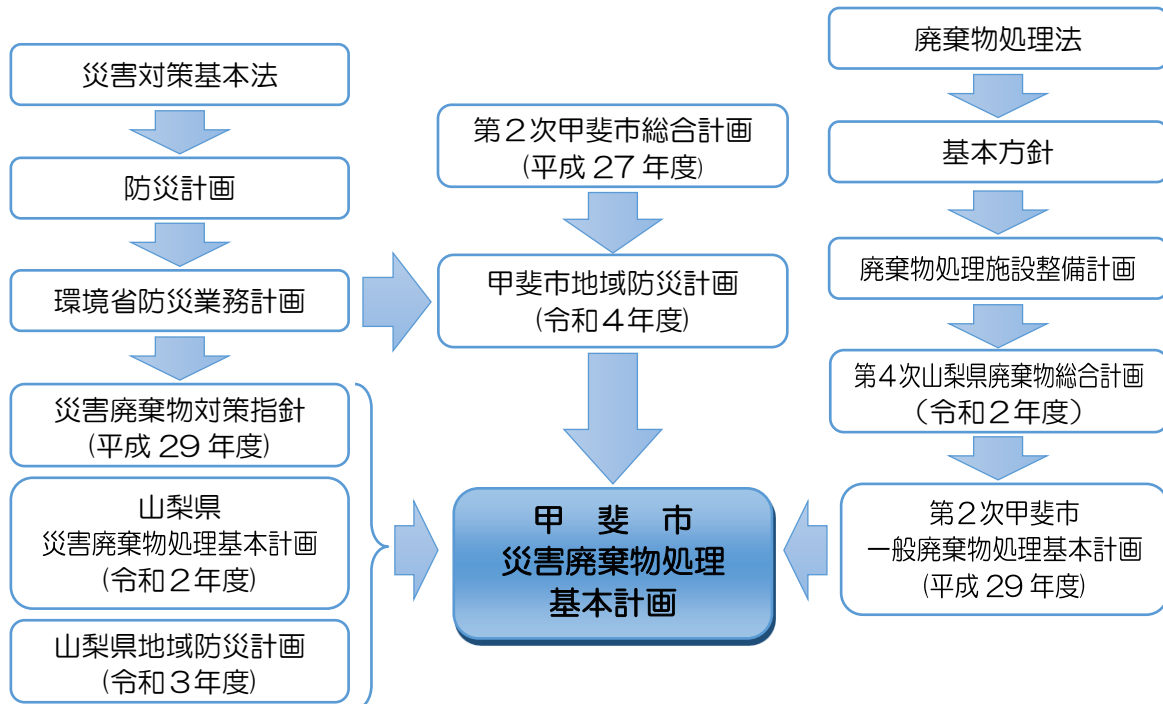 災害対策基本法
防災計画
環境省防災業務計画
災害廃棄物対策指針
(平成 29 年度)
山梨県
災害廃棄物処理基本計画
(令和２年度)
山梨県地域防災計画
(令和３年度)
第２次甲斐市総合計画
(平成 27 年度)
甲斐市地域防災計画
(令和４年度)
甲　斐　市
災害廃棄物処理
基本計画
廃棄物処理法
基本方針
廃棄物処理施設整備計画
第４次山梨県廃棄物総合計画
（令和２年度）
第２次甲斐市
一般廃棄物処理基本計画
(平成 29 年度)